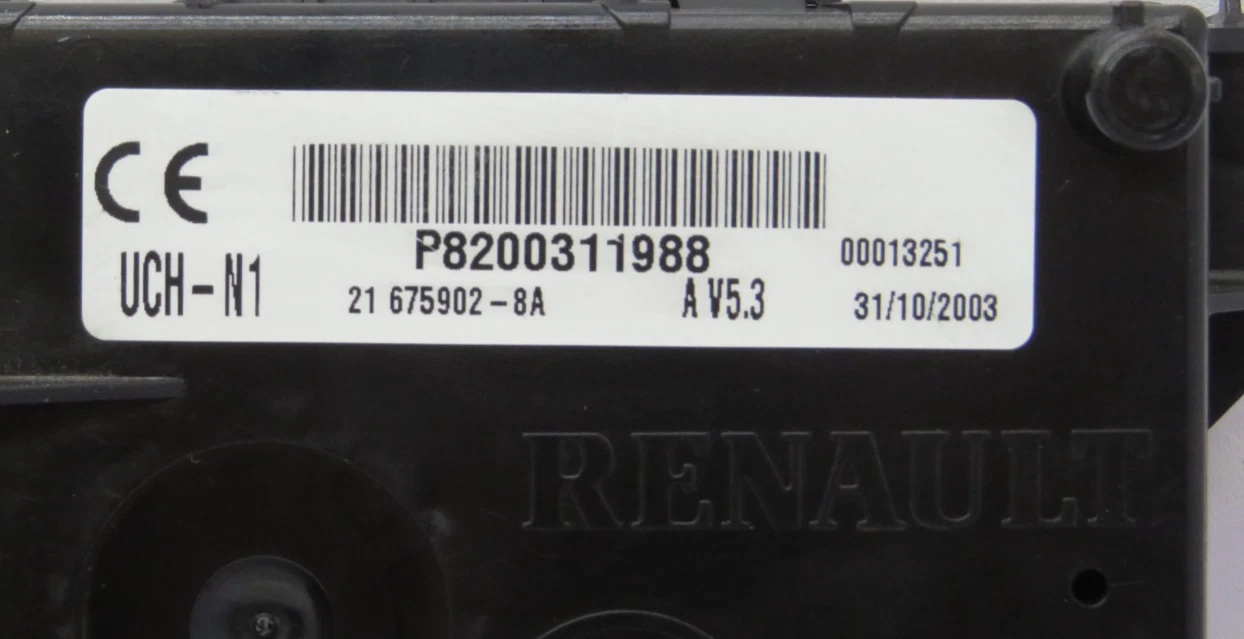 CE
P8200311988 00013251
UCH-N1 21 675902-8A A V5.3 31/10/2003
RENAULT